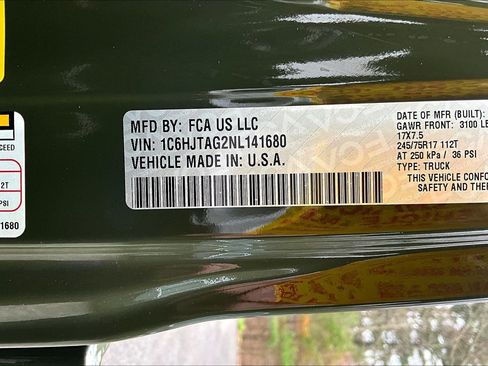 MFD BY: FCA US LLC
VIN: 1C6HJTAG2NL141680
VEHICLE MADE IN: U.S.A.
DATE OF MFR (BUILT):
GAWR FRONT: 3100 LB
17X7.5
245/75R17 112T
AT 250 kPa / 36 PSI
TYPE: TRUCK
VEHICLE CONFO
SAFETY AND THE
CEED
2T
PSI
1680